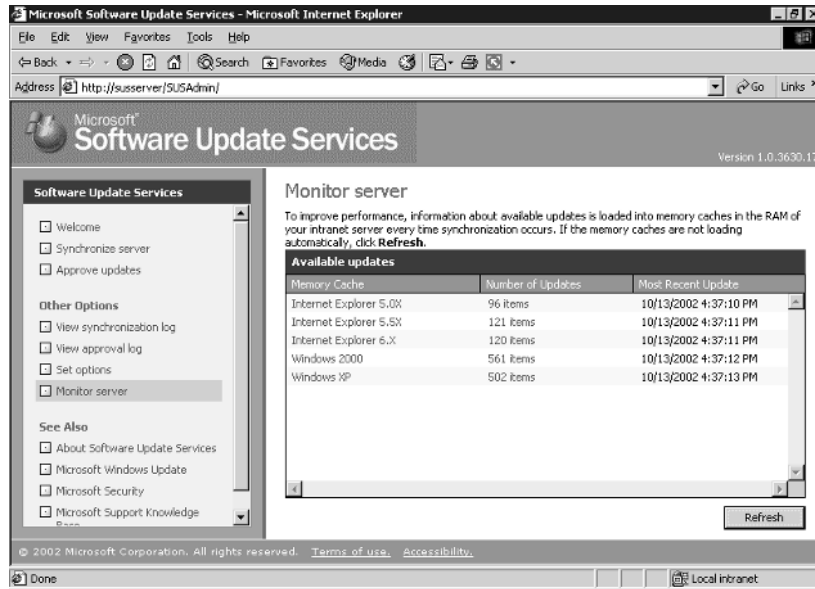 Microsoft Software Update Services - Microsoft Internet Explorer
File Edit View Favorites Tools Help
Back Search Favorites Media
Address http://susserver/SUSAdmin/ Go Links
Microsoft
Software Update Services
Version 1.0.3630.1
Software Update Services
Welcome
Synchronize server
Approve updates
Other Options
View synchronization log
View approval log
Set options
Monitor server
See Also
About Software Update Services
Microsoft Windows Update
Microsoft Security
Microsoft Support Knowledge
Monitor server
To improve performance, information about available updates is loaded into memory caches in the RAM of
your intranet server every time synchronization occurs. If the memory caches are not loading
automatically, click Refresh.
Available updates
Memory Cache Number of Updates Most Recent Update
Internet Explorer 5.0X 96 items 10/13/2002 4:37:10 PM
Internet Explorer 5.5X 121 items 10/13/2002 4:37:11 PM
Internet Explorer 6.X 120 items 10/13/2002 4:37:11 PM
Windows 2000 561 items 10/13/2002 4:37:12 PM
Windows XP 502 items 10/13/2002 4:37:13 PM
Refresh
© 2002 Microsoft Corporation. All rights reserved. Terms of use. Accessibility.
Done Local intranet